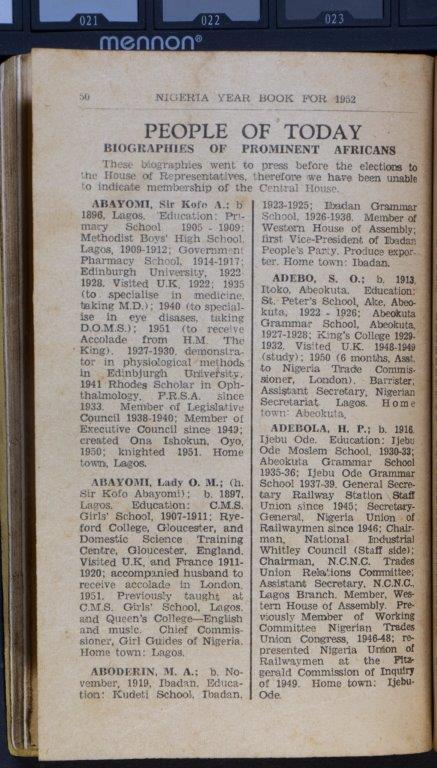 021
022
023
mennon®
50
NIGERIA YEAR BOOK FOR 1952
PEOPLE OF TODAY
BIOGRAPHIES OF PROMINENT AFRICANS
These biographies went to press before the elections to
the House of Representatives, therefore we have been unable
to indicate membership of the Central House.
ABAYOMI, Sir Kofo A.; b
1896, Lagos. Education: Pri-
mary School 1905 - 1909;
Methodist Boys' High School,
Lagos, 1909-1912; Government
Pharmacy School, 1914-1917;
Edinburgh University, 1922
1928. Visited U.K. 1922; 1935
(to specialise in medicine,
taking M.D.); 1940 (to special-
ise in eye disases, taking
D.O.M.S.); 1951 (to receive
Accolade from H.M. The
King). 1927-1930, demonstra-
tor in physiological methods
in Edinbjurgh University.
1941 Rhodes Scholar in Oph-
thalmology. F.R.S.A. since
1933. Member of Legislative
Council 1938-1940; Member of
Executive Council since 1949;
created Ona Ishokun, Oyo,
1950; knighted 1951. Home
town, Lagos.
ABAYOMI, Lady O. M.; (h.
Sir Kofo Abayomi); b. 1897,
Lagos. Education: C.M.S.
Girls' School, 1907-1911; Rye-
ford College, Gloucester, and
Domestic Science Training
Centre, Gloucester, England.
Visited U.K. and France 1911-
1920; accompanied husband to
receive accolade in London,
1951. Previously taught at
C.M.S. Girls' School, Lagos,
and Queen's College—English
and music. Chief Commis-
sioner, Girl Guides of Nigeria.
Home town: Lagos.
ABODERIN, M. A.; b. No-
vember, 1919, Ibadan. Educa-
tion: Kudeti School, Ibadan,
1923-1925; Ibadan Grammar
School, 1926-1936. Member of
Western House of Assembly;
first Vice-President of Ibadan
People's Party. Produce expor-
ter. Home town: Ibadan.
ADEBO, S. O.; b. 1913,
Itoko, Abeokuta. Education:
St. Peter's School, Ake, Abeo-
kuta, 1922 - 1926; Abeokuta
Grammar School, Abeokuta,
1927-1928; King's College 1929-
1932. Visited U.K. 1948-1949
(study); 1950 (6 months, Asst.
to Nigeria Trade Commis-
sioner, London). Barrister;
Assistant Secretary, Nigerian
Secretariat Lagos. Home
town: Abeokuta,
ADEBOLA, H. P.; b. 1916.
Ijebu Ode. Education: Ijebu
Ode Moslem School, 1930-33;
Abeokuta Grammar School
1935-36; Ijebu Ode Grammar
School 1937-39. General Secre-
tary Railway Station Staff
Union since 1945; Secretary-
General, Nigeria Union of
Railwaymen since 1946; Chair-
man, National Industrial
Whitley Council (Staff side);
Chairman, N.C.N.C. Trades
Union Relations Committee;
Assistant Secretary, N.C.N.C.
Lagos Branch. Member, Wes-
tern House of Assembly. Pre-
viously Member of Working
Committee Nigerian Trades
Union Congress, 1946-48; re-
presented Nigeria Union of
Railwaymen at the Fitz-
gerald Commission of Inquiry
of 1949. Home town: Ijebu-
Ode.